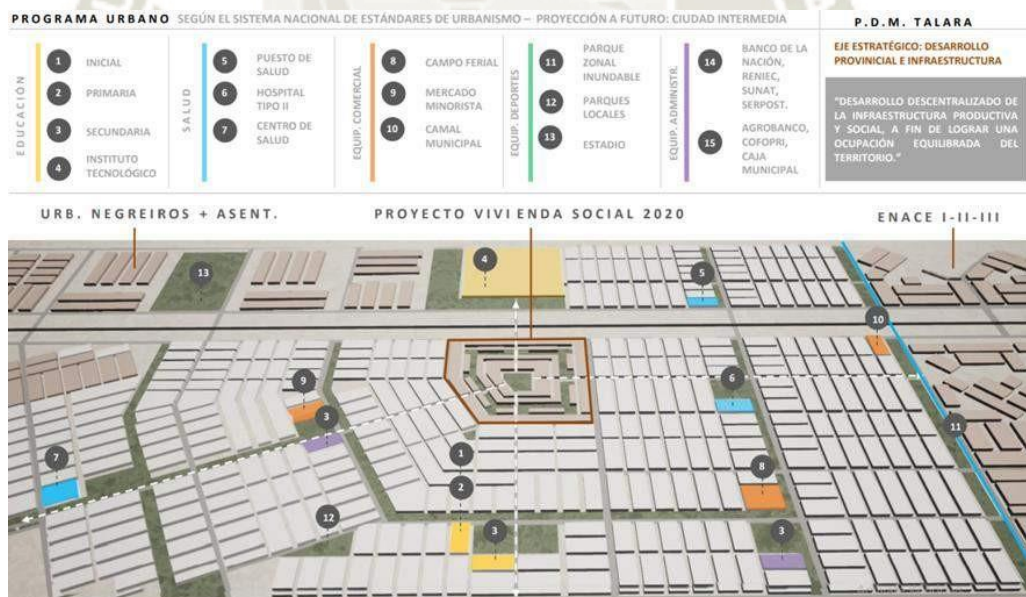 PROGRAMA URBANO SEGÚN EL SISTEMA NACIONAL DE ESTÁNDARES DE URBANISMO – PROYECCIÓN A FUTURO: CIUDAD INTERMEDIA
EDUCACIÓN
1 INICIAL
2 PRIMARIA
3 SECUNDARIA
4 INSTITUTO
TECNOLÓGICO
SALUD
5 PUESTO DE
SALUD
6 HOSPITAL
TIPO II
7 CENTRO DE
SALUD
EQUIP. COMERCIAL
8 CAMPO FERIAL
9 MERCADO
MINORISTA
10 CAMAL
MUNICIPAL
EQUIP. DEPORTES
11 PARQUE
ZONAL
INUNDABLE
12 PARQUES
LOCALES
13 ESTADIO
EQUIP. ADMINISTR.
14 BANCO DE LA
NACIÓN,
RENIEC,
SUNAT,
SERPOST.
15 AGROBANCO,
COFOPRI,
CAJA
MUNICIPAL
P.D.M. TALARA
EJE ESTRATÉGICO: DESARROLLO
PROVINICIAL E INFRAESTRUCTURA
"DESARROLLO DESCENTRALIZADO DE
LA INFRAESTRUCTURA PRODUCTIVA
Y SOCIAL, A FIN DE LOGRAR UNA
OCUPACIÓN EQUILIBRADA DEL
TERRITORIO."
URB. NEGREIROS + ASENT.
PROYECTO VIVIENDA SOCIAL 2020
ENACE I-II-III
13
4
5
10
9
3
6
11
7
1
2
8
12
3
3